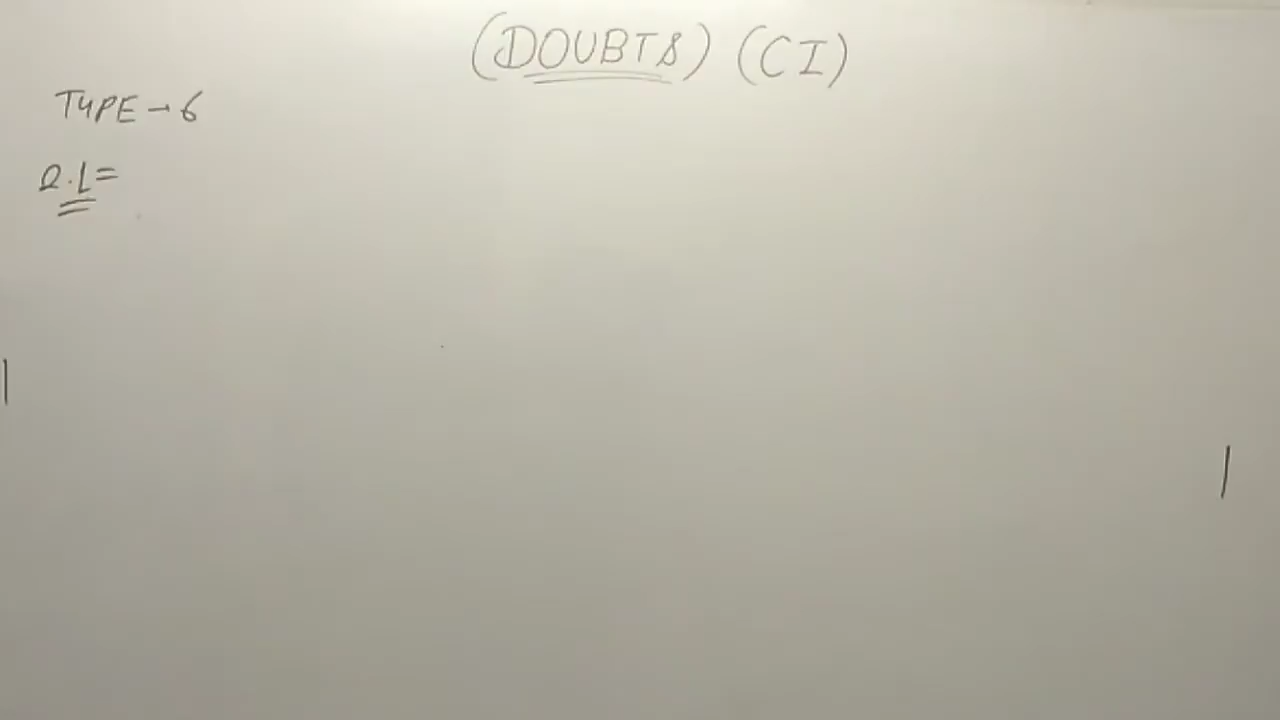 (DOUBTS) (CI)
TYPE → 6
Q.1=